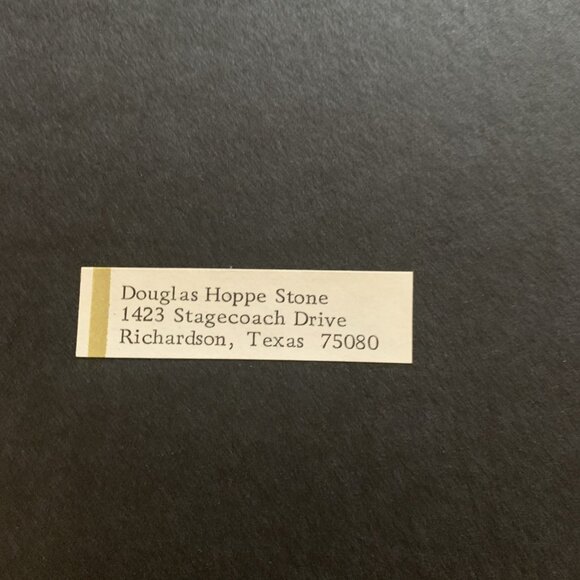 Douglas Hoppe Stone
1423 Stagecoach Drive
Richardson, Texas 75080